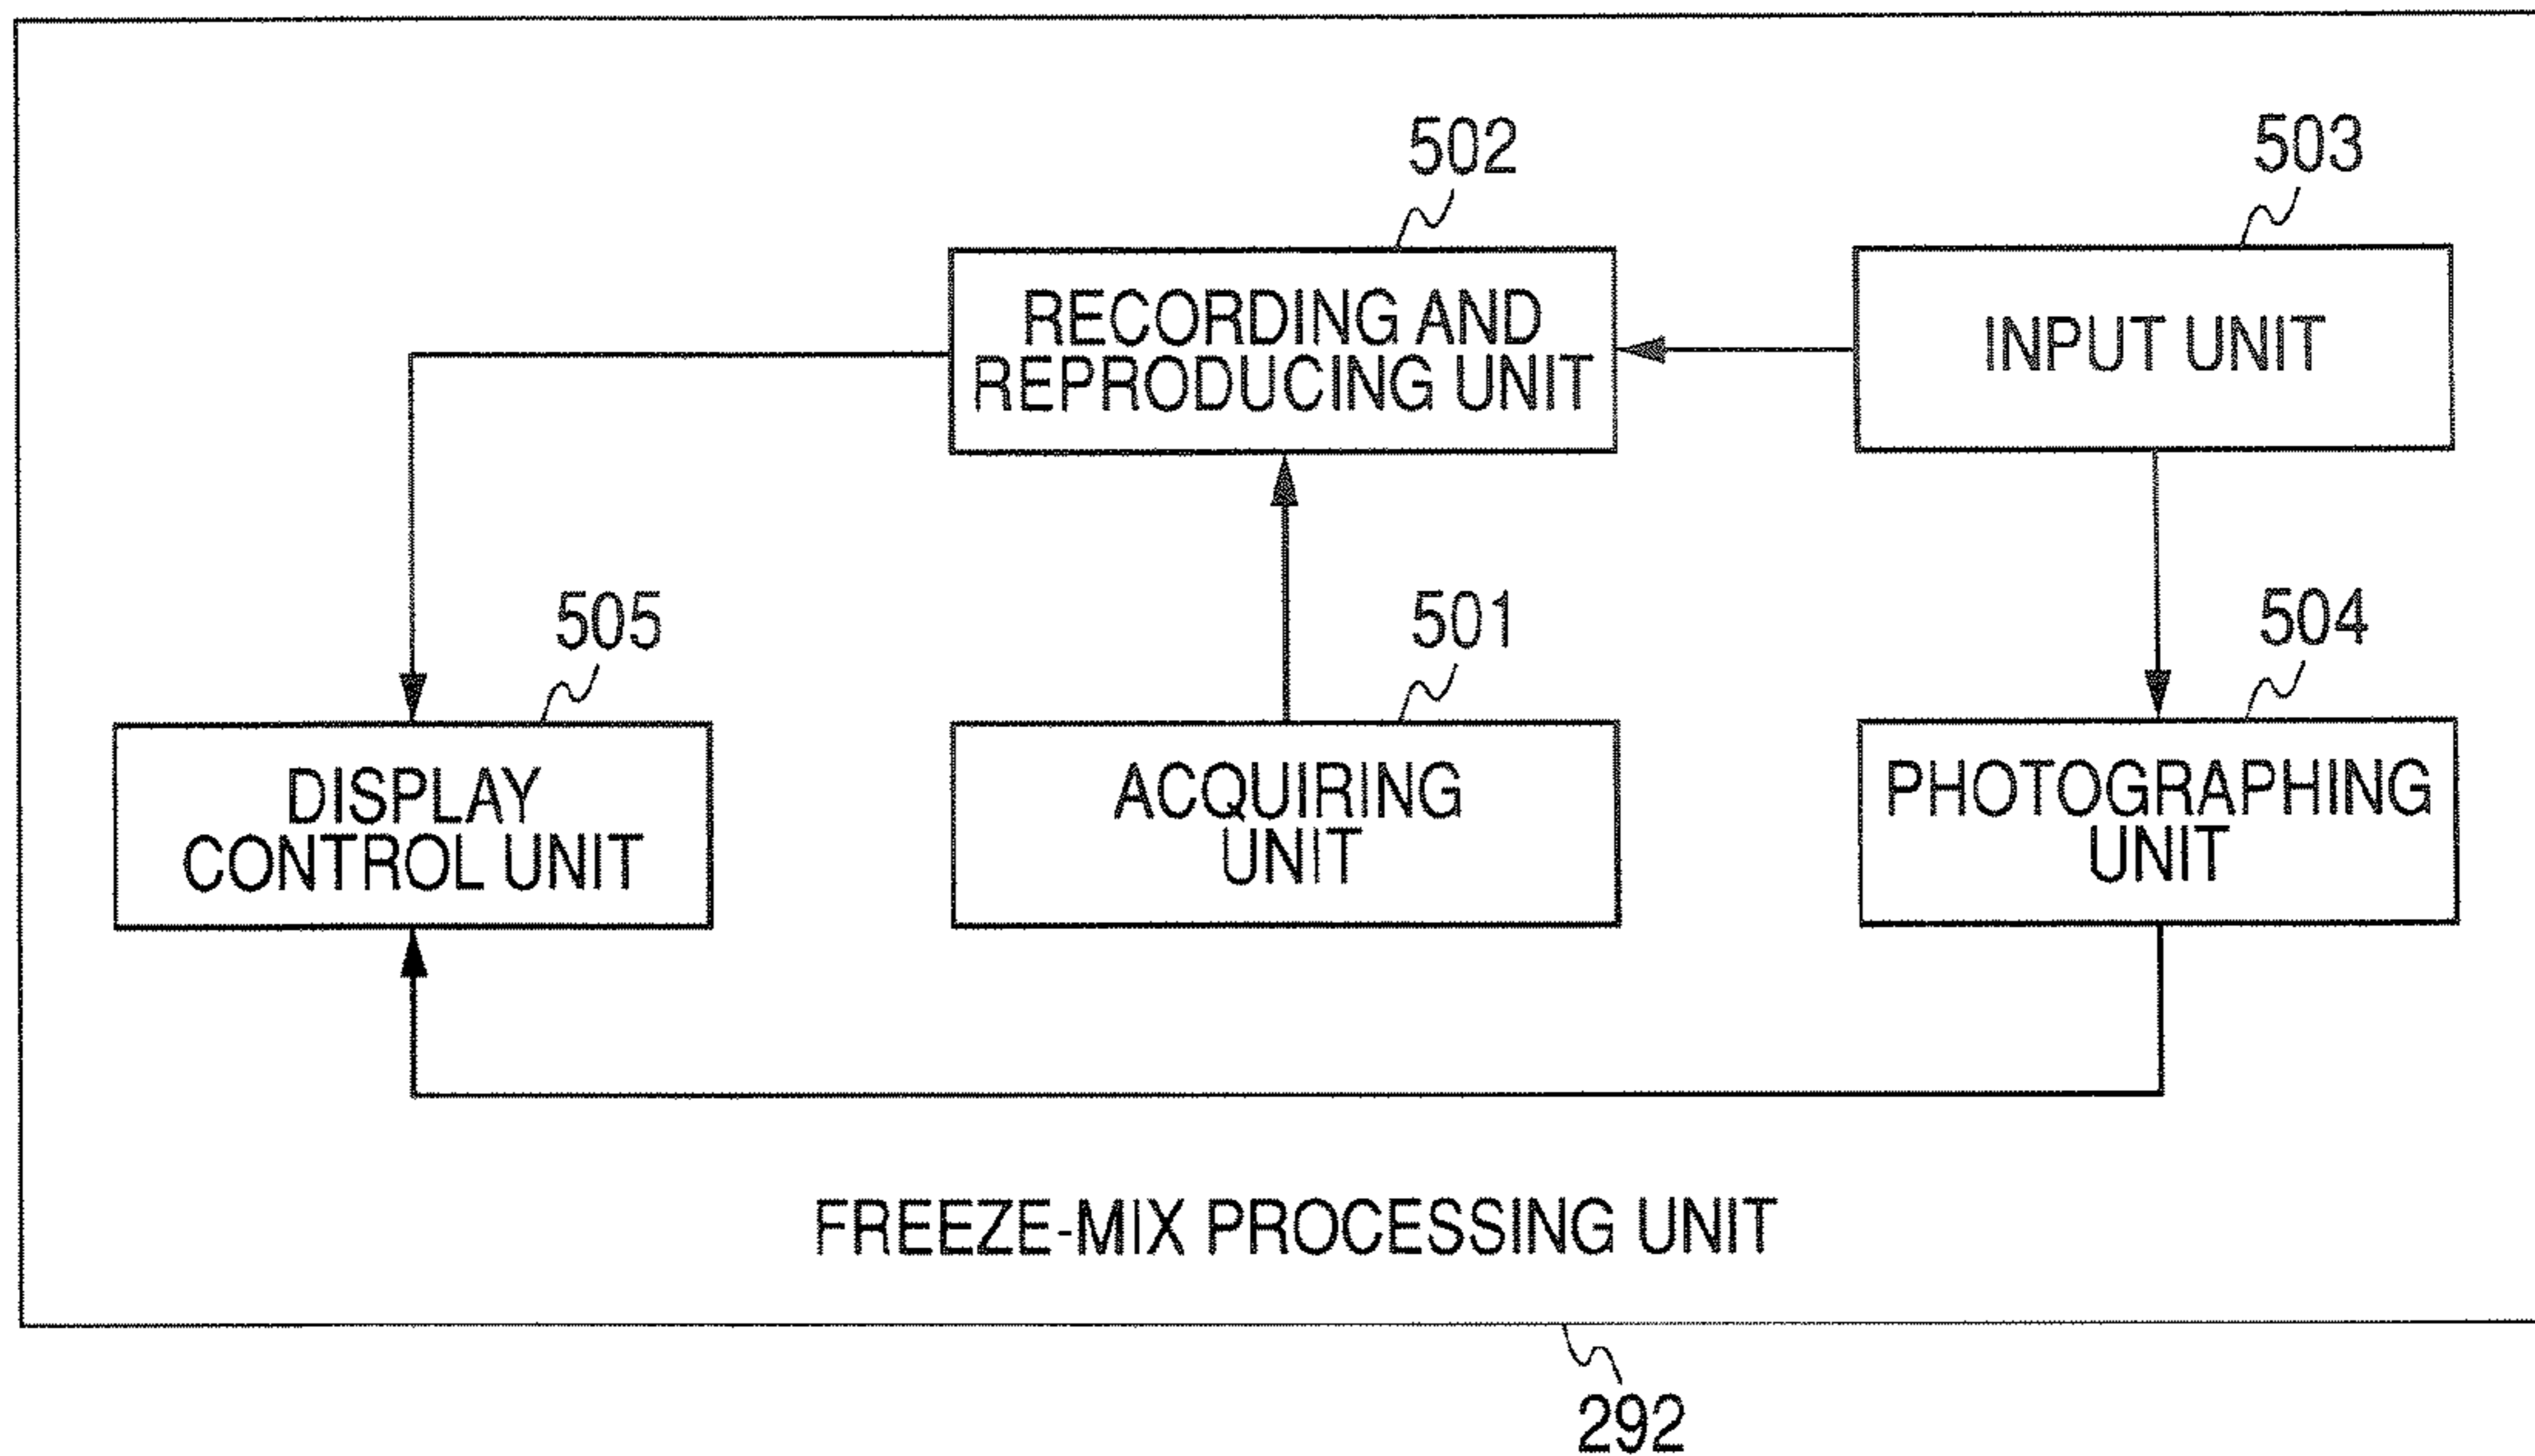 502
503
RECORDING AND
REPRODUCING UNIT
INPUT UNIT
505
501
504
DISPLAY
CONTROL UNIT
ACQUIRING
UNIT
PHOTOGRAPHING
UNIT
FREEZE-MIX PROCESSING UNIT
292